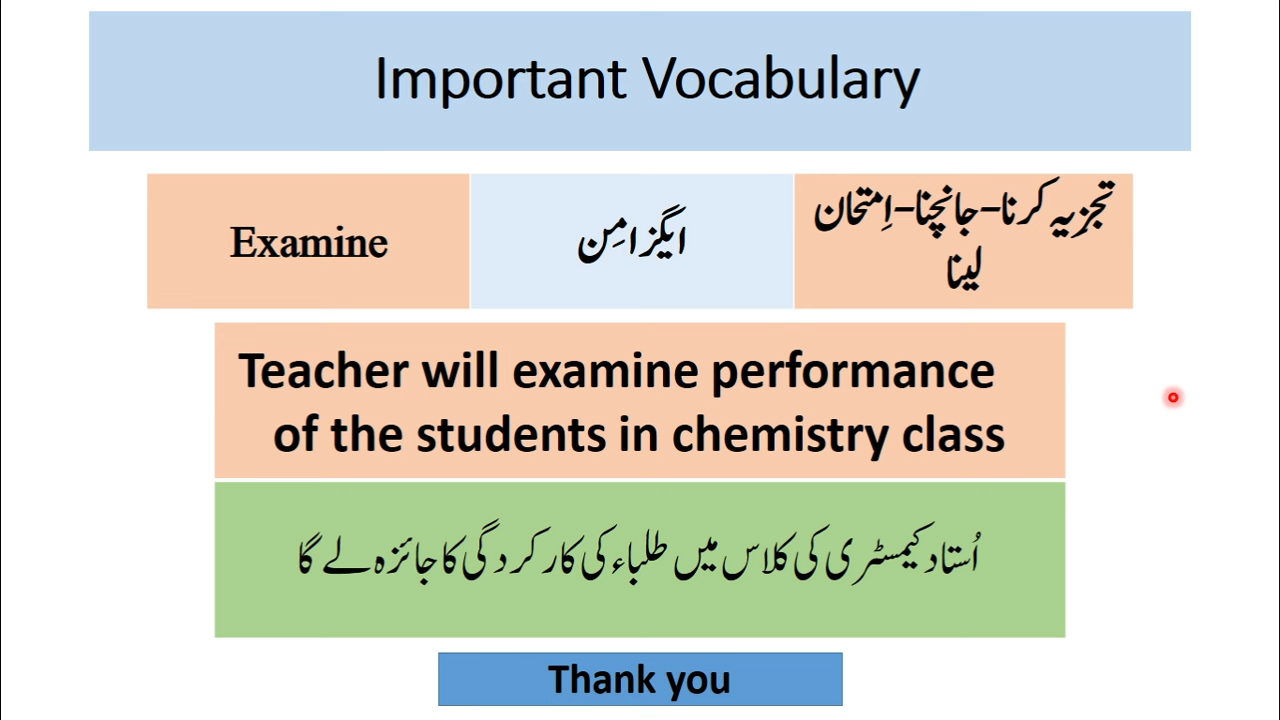 Important Vocabulary
Examine
ایگزامِن
تجزیہ کرنا-جانچنا-اِمتحان
لینا
Teacher will examine performance
of the students in chemistry class
اُستاد کیمسٹری کی کلاس میں طلباء کی کارکردگی کا جائزہ لے گا
Thank you